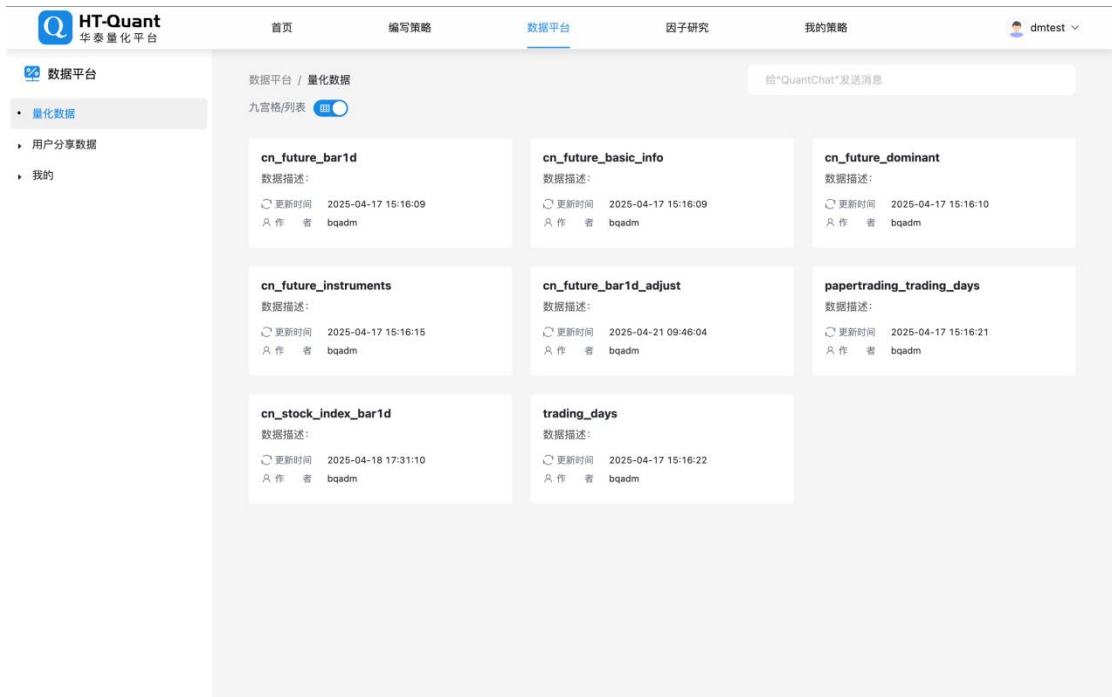 HT-Quant
华泰量化平台
首页
编写策略
数据平台
因子研究
我的策略
dmtest
数据平台
量化数据
用户分享数据
我的
数据平台 / 量化数据
给"QuantChat"发送消息
九宫格/列表
cn_future_bar1d
数据描述:
更新时间 2025-04-17 15:16:09
作 者 bqadm
cn_future_basic_info
数据描述:
更新时间 2025-04-17 15:16:09
作 者 bqadm
cn_future_dominant
数据描述:
更新时间 2025-04-17 15:16:10
作 者 bqadm
cn_future_instruments
数据描述:
更新时间 2025-04-17 15:16:15
作 者 bqadm
cn_future_bar1d_adjust
数据描述:
更新时间 2025-04-21 09:46:04
作 者 bqadm
papertrading_trading_days
数据描述:
更新时间 2025-04-17 15:16:21
作 者 bqadm
cn_stock_index_bar1d
数据描述:
更新时间 2025-04-18 17:31:10
作 者 bqadm
trading_days
数据描述:
更新时间 2025-04-17 15:16:22
作 者 bqadm